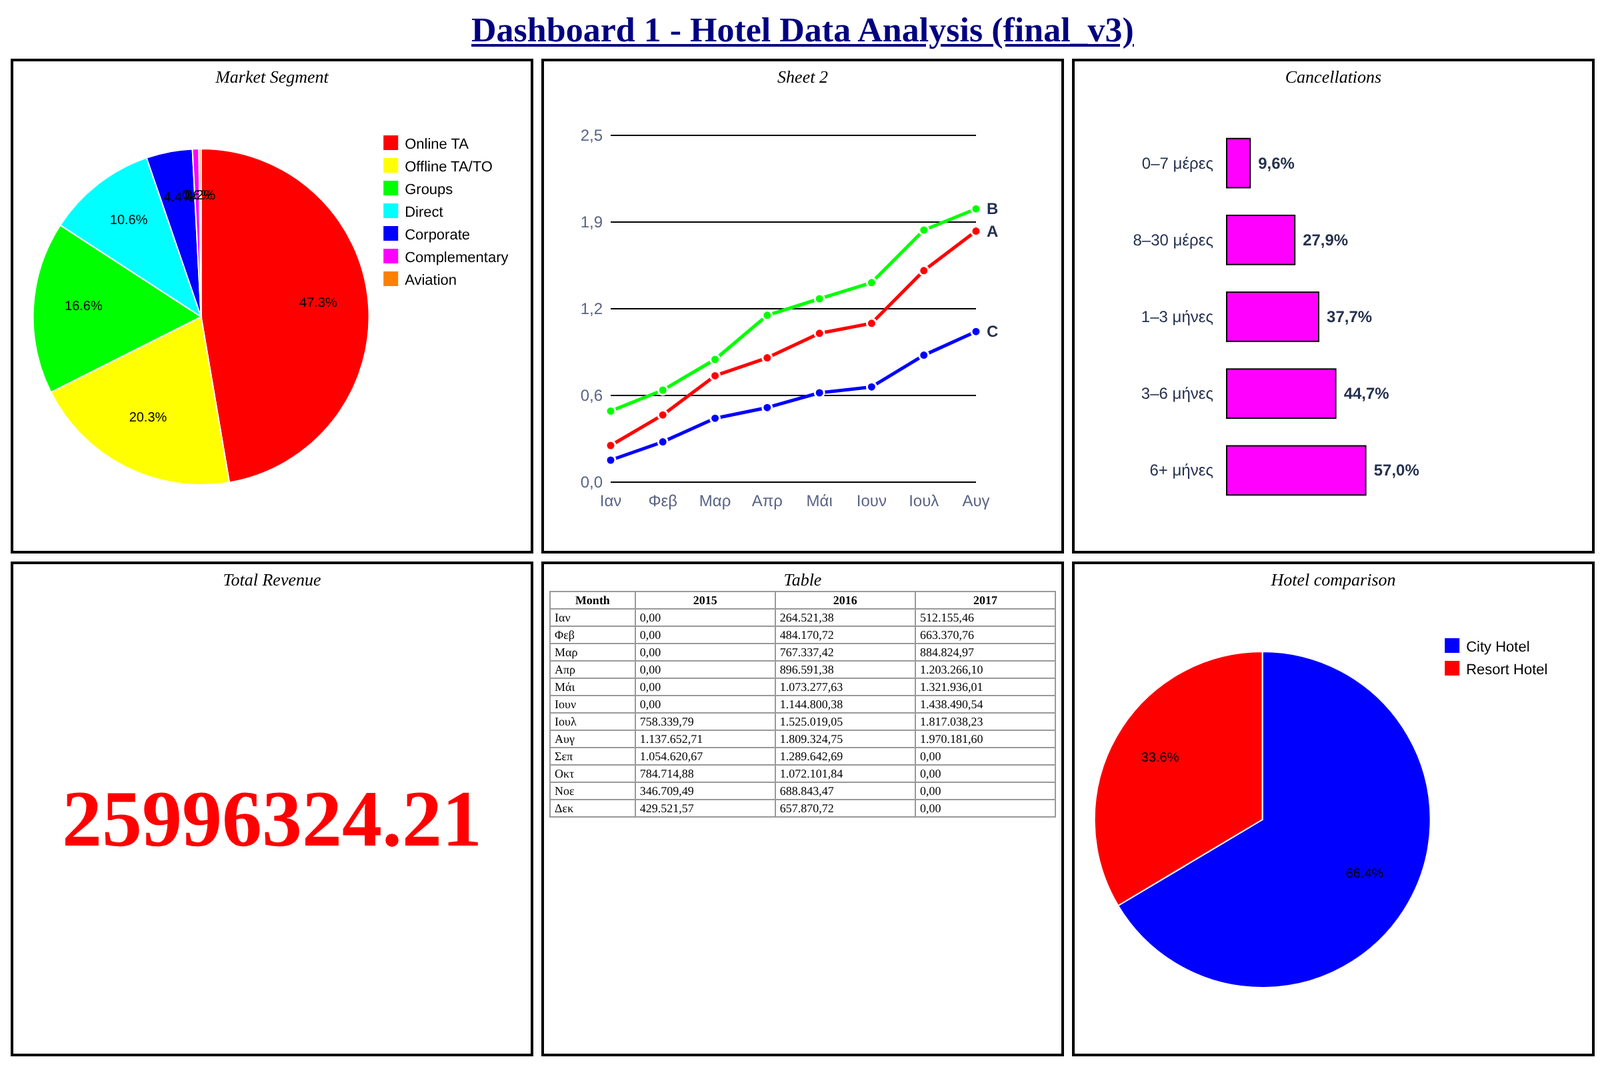 Dashboard 1 - Hotel Data Analysis (final_v3)
Market Segment
Online TA
Offline TA/TO
Groups
Direct
Corporate
Complementary
Aviation
47.3%
20.3%
16.6%
10.6%
4.4%
Sheet 2
2,5
1,9
1,2
0,6
0,0
B
A
C
Ιαν Φεβ Μαρ Απρ Μάι Ιουν Ιουλ Αυγ
Cancellations
0–7 μέρες 9,6%
8–30 μέρες 27,9%
1–3 μήνες 37,7%
3–6 μήνες 44,7%
6+ μήνες 57,0%
Total Revenue
25996324.21
Table
Month 2015 2016 2017
Ιαν 0,00 264.521,38 512.155,46
Φεβ 0,00 484.170,72 663.370,76
Μαρ 0,00 767.337,42 884.824,97
Απρ 0,00 896.591,38 1.203.266,10
Μάι 0,00 1.073.277,63 1.321.936,01
Ιουν 0,00 1.144.800,38 1.438.490,54
Ιουλ 758.339,79 1.525.019,05 1.817.038,23
Αυγ 1.137.652,71 1.809.324,75 1.970.181,60
Σεπ 1.054.620,67 1.289.642,69 0,00
Οκτ 784.714,88 1.072.101,84 0,00
Νοε 346.709,49 688.843,47 0,00
Δεκ 429.521,57 657.870,72 0,00
Hotel comparison
City Hotel
Resort Hotel
33.6%
66.4%